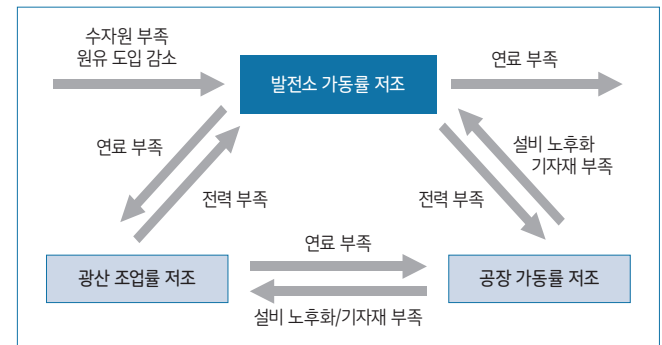 수자원 부족
원유 도입 감소
발전소 가동률 저조
연료 부족
연료 부족
설비 노후화
기자재 부족
전력 부족
전력 부족
연료 부족
광산 조업률 저조
공장 가동률 저조
설비 노후화/기자재 부족